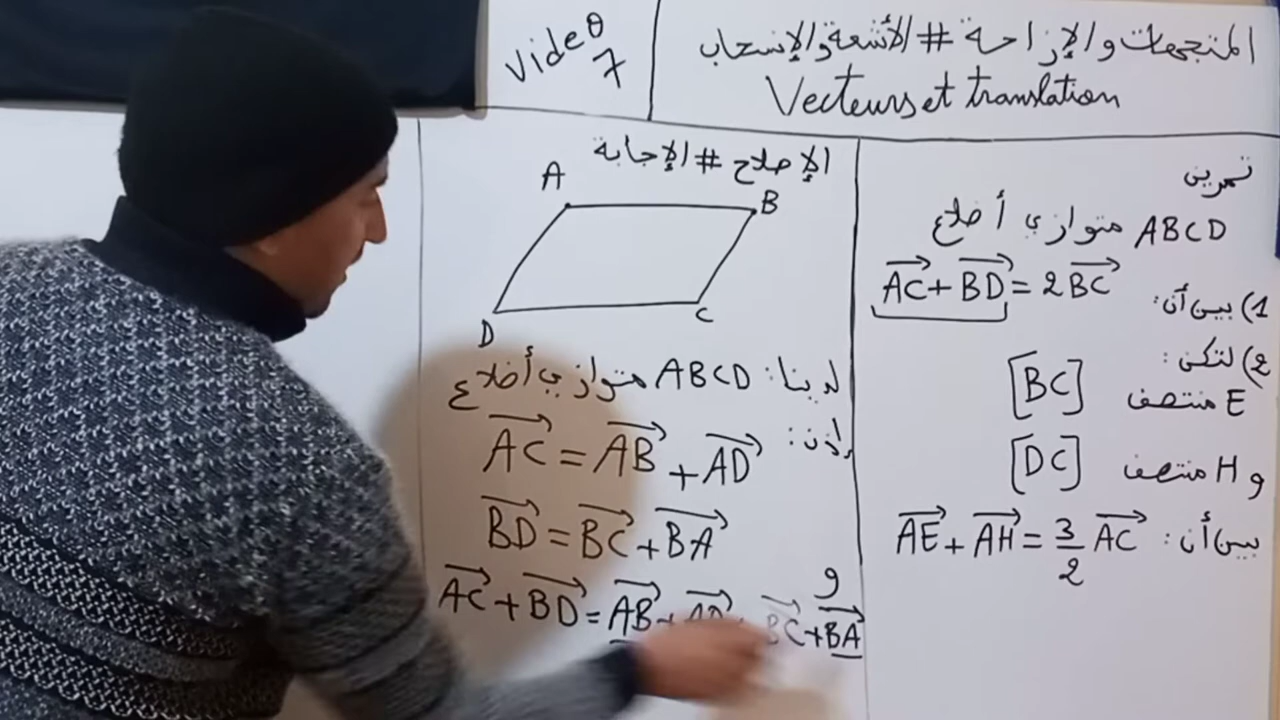 Video 7
المتجهات والإزاحة # الأشعة والإنسحاب
Vecteurs et translation
تمرين
ABCD متوازي أضلاع
1) بين أن: AC + BD = 2 BC
2) لتكن:
E منتصف [BC]
و H منتصف [DC]
بين أن: AE + AH = 3/2 AC
الإصلاح # الإجابة
A
B
D
C
لدينا: ABCD متوازي أضلاع
إذن: AC = AB + AD
BD = BC + BA
و
AC + BD = AB + AD + BC + BA